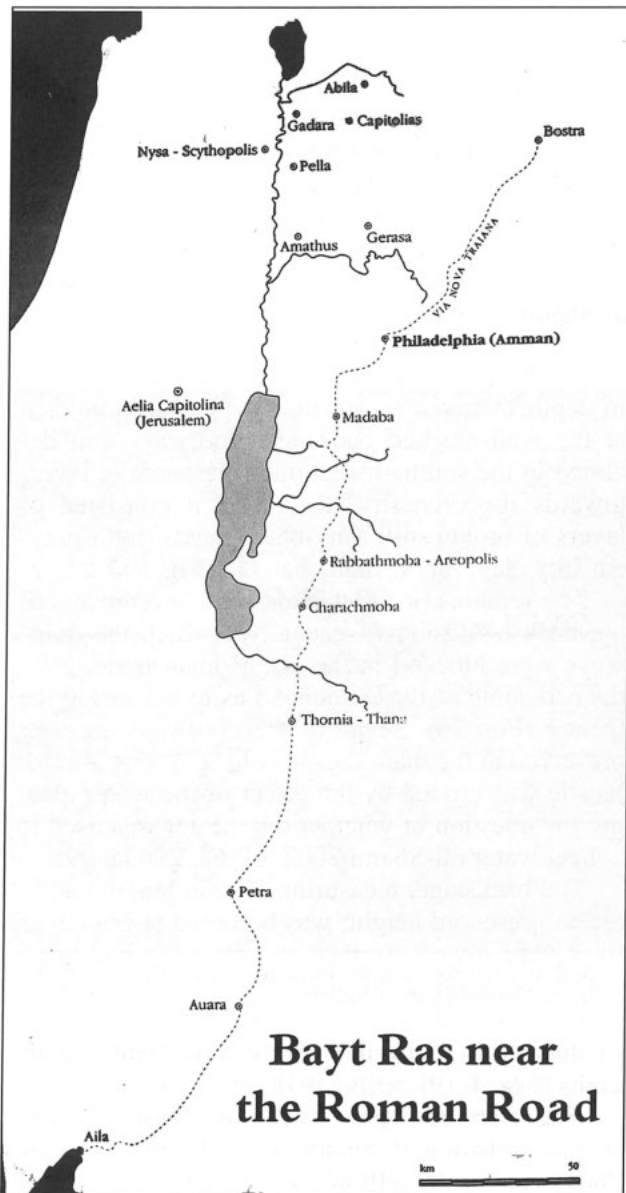 Abila
Gadara
Capitolias
Bostra
Nysa - Scythopolis
Pella
Amathus
Gerasa
VIA NOVA TRAIANA
Philadelphia (Amman)
Aelia Capitolina
(Jerusalem)
Madaba
Rabbathmoba - Areopolis
Charachmoba
Thornia - Thana
Petra
Auara
Bayt Ras near
the Roman Road
Aila
km 50